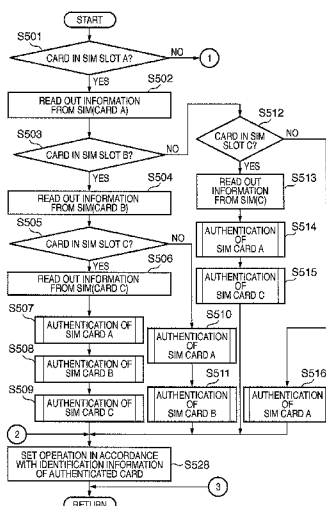 START
S501
CARD IN SIM SLOT A?
NO
1
YES
S502
READ OUT INFORMATION
FROM SIM(CARD A)
S503
CARD IN SIM SLOT B?
NO
YES
S504
READ OUT INFORMATION
FROM SIM(CARD B)
S505
CARD IN SIM SLOT C?
NO
YES
S506
READ OUT INFORMATION
FROM SIM(CARD C)
S507
AUTHENTICATION OF
SIM CARD A
S508
AUTHENTICATION OF
SIM CARD B
S509
AUTHENTICATION OF
SIM CARD C
S510
AUTHENTICATION
OF
SIM CARD A
S511
AUTHENTICATION
OF
SIM CARD B
S512
CARD IN SIM
SLOT C?
NO
YES
S513
READ OUT
INFORMATION
FROM SIM(C)
S514
AUTHENTICATION
OF
SIM CARD A
S515
AUTHENTICATION
OF
SIM CARD C
S516
AUTHENTICATION
OF
SIM CARD A
2
SET OPERATION IN ACCORDANCE
WITH IDENTIFICATION INFORMATION
OF AUTHENTICATED CARD
S528
3
RETURN